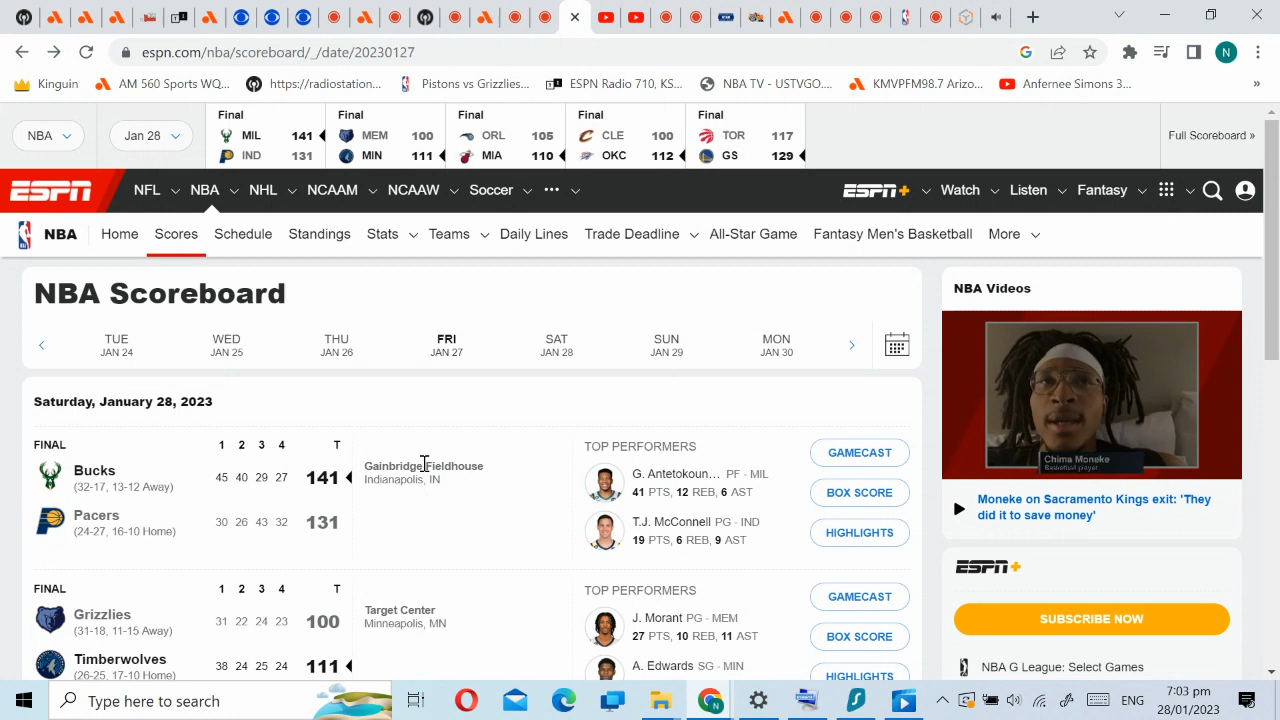 espn.com/nba/scoreboard/_/date/20230127
N
Kinguin
AM 560 Sports WQ...
https://radiostation...
Pistons vs Grizzlies...
ESPN Radio 710, KS...
NBA TV - USTVGO....
KMVPFM98.7 Arizo...
Anfernee Simons 3...
»
NBA
Jan 28
Final
MIL 141
IND 131
Final
MEM 100
MIN 111
Final
ORL 105
MIA 110
Final
CLE 100
OKC 112
Final
TOR 117
GS 129
Full Scoreboard »
ESPN NFL NBA NHL NCAAM NCAAW Soccer ••• ESPN+ Watch Listen Fantasy
NBA Home Scores Schedule Standings Stats Teams Daily Lines Trade Deadline All-Star Game Fantasy Men's Basketball More
NBA Scoreboard
TUE WED THU FRI SAT SUN MON
JAN 24 JAN 25 JAN 26 JAN 27 JAN 28 JAN 29 JAN 30
Saturday, January 28, 2023
FINAL 1 2 3 4 T
Bucks 45 40 29 27 141
(32-17, 13-12 Away)
Pacers 30 26 43 32 131
(24-27, 16-10 Home)
Gainbridge Fieldhouse
Indianapolis, IN
TOP PERFORMERS
G. Antetokoun... PF - MIL
41 PTS, 12 REB, 6 AST
T.J. McConnell PG - IND
19 PTS, 6 REB, 9 AST
GAMECAST
BOX SCORE
HIGHLIGHTS
FINAL 1 2 3 4 T
Grizzlies 31 22 24 23 100
(31-18, 11-15 Away)
Timberwolves 38 24 25 24 111
(26-25, 17-10 Home)
Target Center
Minneapolis, MN
TOP PERFORMERS
J. Morant PG - MEM
27 PTS, 10 REB, 11 AST
A. Edwards SG - MIN
GAMECAST
BOX SCORE
HIGHLIGHTS
NBA Videos
Chima Moneke
Basketball player
Moneke on Sacramento Kings exit: 'They
did it to save money'
ESPN+
SUBSCRIBE NOW
NBA G League: Select Games
Type here to search
ENG
7:03 pm
28/01/2023